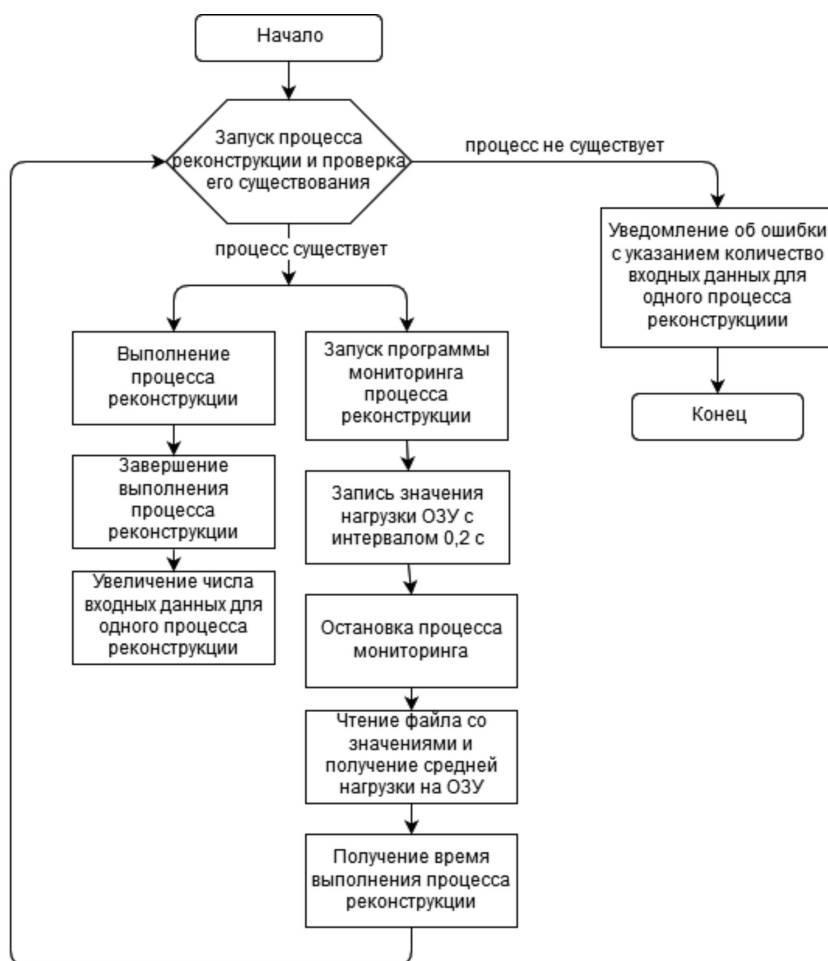 Начало
Запуск процесса
реконструкции и проверка
его существования
процесс не существует
процесс существует
Уведомление об ошибки
с указанием количество
входных данных для
одного процесса
реконструкциии
Конец
Выполнение
процесса
реконструкции
Завершение
выполнения
процесса
реконструкции
Увеличение числа
входных данных для
одного процесса
реконструкции
Запуск программы
мониторинга
процесса
реконструкции
Запись значения
нагрузки ОЗУ с
интервалом 0,2 с
Остановка процесса
мониторинга
Чтение файла со
значениями и
получение средней
нагрузки на ОЗУ
Получение время
выполнения процесса
реконструкции